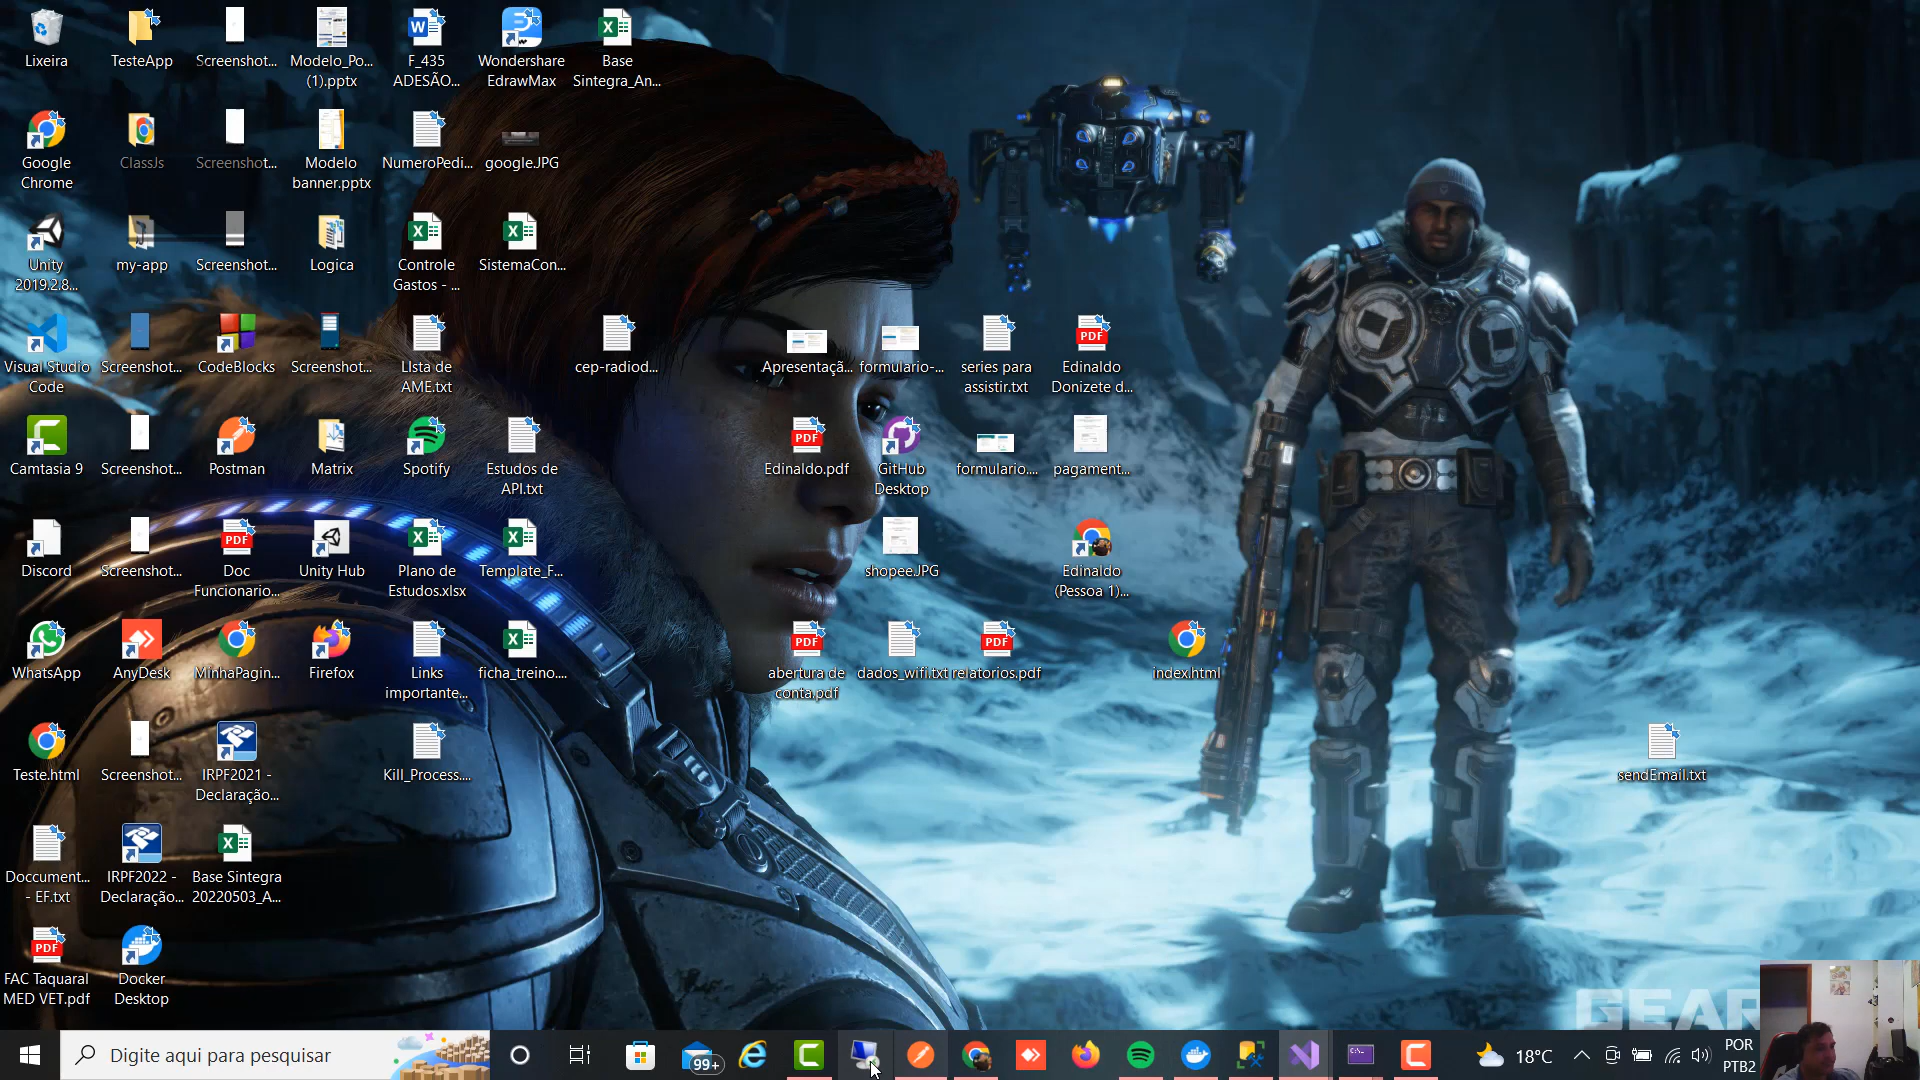 Lixeira
TesteApp
Screenshot...
Modelo_Po...
(1).pptx
F_435
ADESÃO...
Wondershare
EdrawMax
Base
Sintegra_An...
Google
Chrome
ClassJs
Screenshot...
Modelo
banner.pptx
NumeroPedi...
google.JPG
Unity
2019.2.8...
my-app
Screenshot...
Logica
Controle
Gastos - ...
SistemaCon...
Visual Studio
Code
Screenshot...
CodeBlocks
Screenshot...
LIsta de
AME.txt
cep-radiod...
Apresentaçã...
formulario-...
series para
assistir.txt
PDF
Edinaldo
Donizete d...
Camtasia 9
Screenshot...
Postman
Matrix
Spotify
Estudos de
API.txt
PDF
Edinaldo.pdf
GitHub
Desktop
formulario....
pagament...
Discord
Screenshot...
PDF
Doc
Funcionario...
Unity Hub
Plano de
Estudos.xlsx
Template_F...
shopee.JPG
Edinaldo
(Pessoa 1)...
WhatsApp
AnyDesk
MinhaPagin...
Firefox
Links
importante...
ficha_treino....
PDF
abertura de
conta.pdf
dados_wifi.txt
PDF
relatorios.pdf
index.html
Teste.html
Screenshot...
IRPF2021 -
Declaração...
Kill_Process....
sendEmail.txt
Doccument...
- EF.txt
IRPF2022 -
Declaração...
Base Sintegra
20220503_A...
PDF
FAC Taquaral
MED VET.pdf
Docker
Desktop
GEAR
Digite aqui para pesquisar
99+
18°C
POR
PTB2